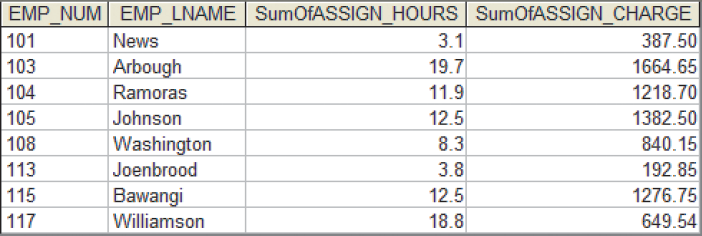 EMP_NUM EMP_LNAME SumOfASSIGN_HOURS SumOfASSIGN_CHARGE
101 News 3.1 387.50
103 Arbough 19.7 1664.65
104 Ramoras 11.9 1218.70
105 Johnson 12.5 1382.50
108 Washington 8.3 840.15
113 Joenbrood 3.8 192.85
115 Bawangi 12.5 1276.75
117 Williamson 18.8 649.54